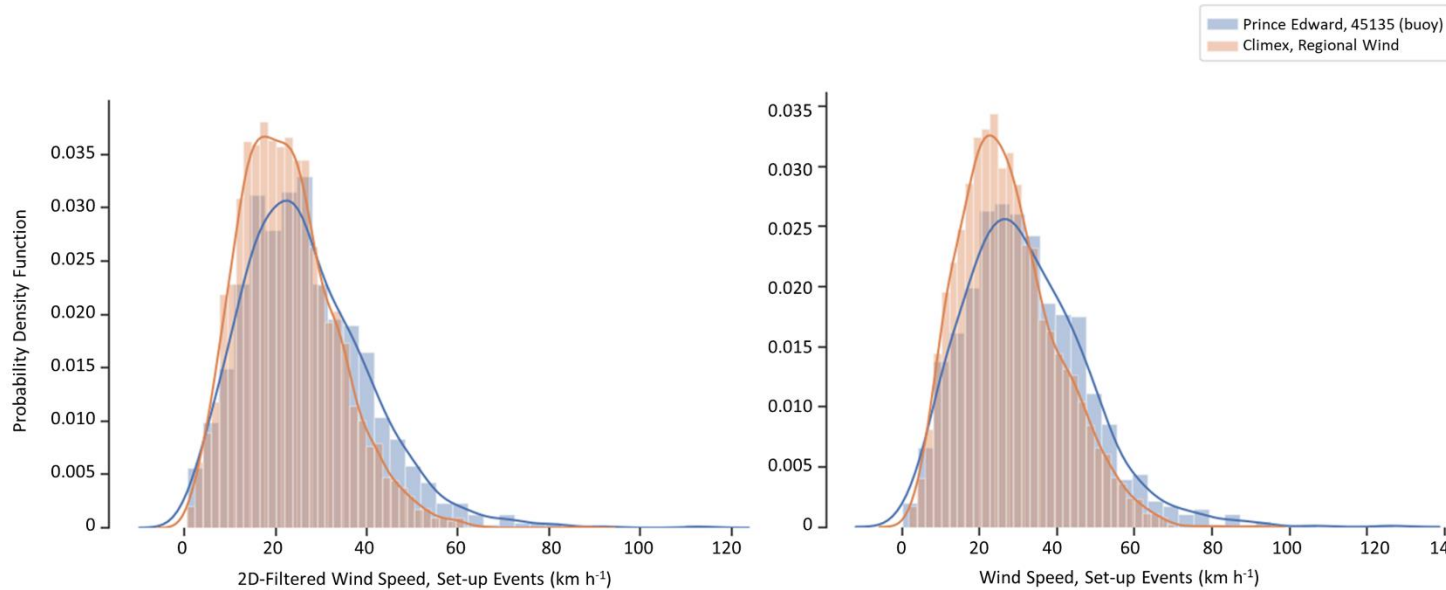 Prince Edward, 45135 (buoy)
Climex, Regional Wind
Probability Density Function
0.035
0.030
0.025
0.020
0.015
0.010
0.005
0
0 20 40 60 80 100 120
2D-Filtered Wind Speed, Set-up Events (km h⁻¹)
0.035
0.030
0.025
0.020
0.015
0.010
0.005
0
0 20 40 60 80 100 120 14
Wind Speed, Set-up Events (km h⁻¹)